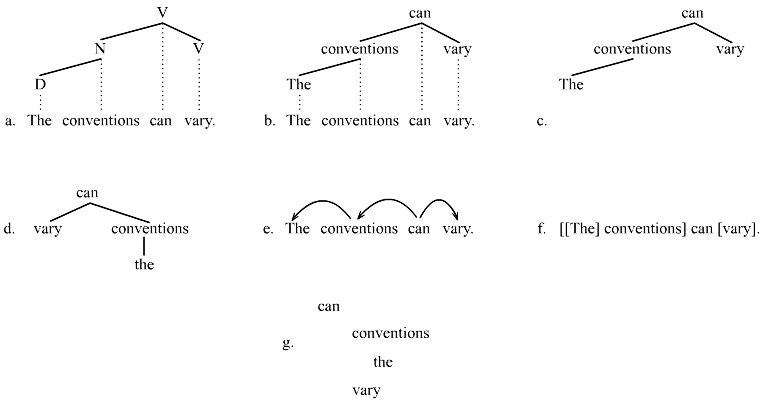 V
N V
D
a. The conventions can vary.
can
conventions vary
The
b. The conventions can vary.
can
conventions vary
The
c.
can
d. vary conventions
the
e. The conventions can vary.
f. [[The] conventions] can [vary].
can
conventions
g.
the
vary